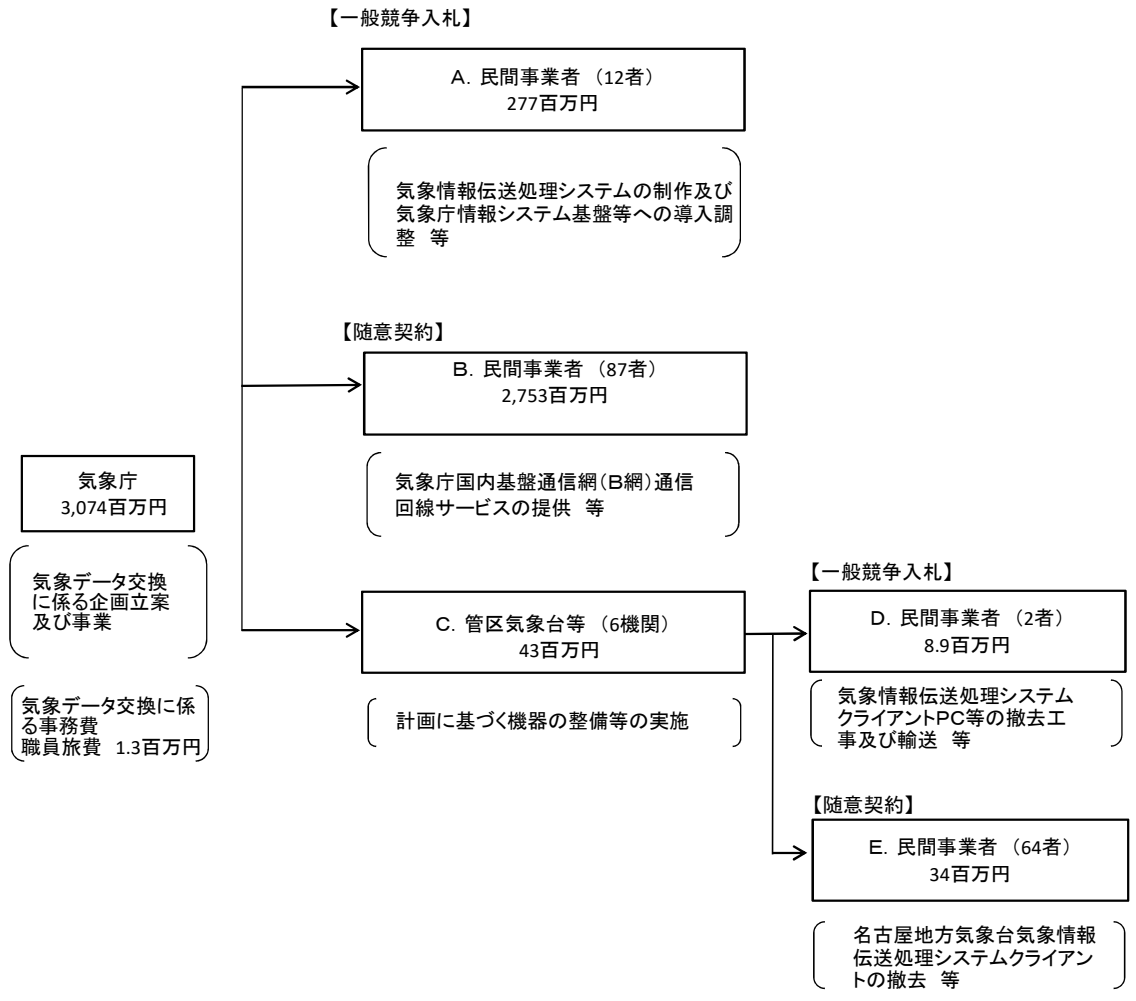 【一般競争入札】
A. 民間事業者 (12者)
277百万円
気象情報伝送処理システムの制作及び
気象庁情報システム基盤等への導入調
整 等
【随意契約】
B. 民間事業者 (87者)
2,753百万円
気象庁国内基盤通信網(B網)通信
回線サービスの提供 等
気象庁
3,074百万円
気象データ交換
に係る企画立案
及び事業
気象データ交換に係
る事務費
職員旅費 1.3百万円
C. 管区気象台等 (6機関)
43百万円
計画に基づく機器の整備等の実施
【一般競争入札】
D. 民間事業者 (2者)
8.9百万円
気象情報伝送処理システム
クライアントPC等の撤去工
事及び輸送 等
【随意契約】
E. 民間事業者 (64者)
34百万円
名古屋地方気象台気象情報
伝送処理システムクライアン
トの撤去 等